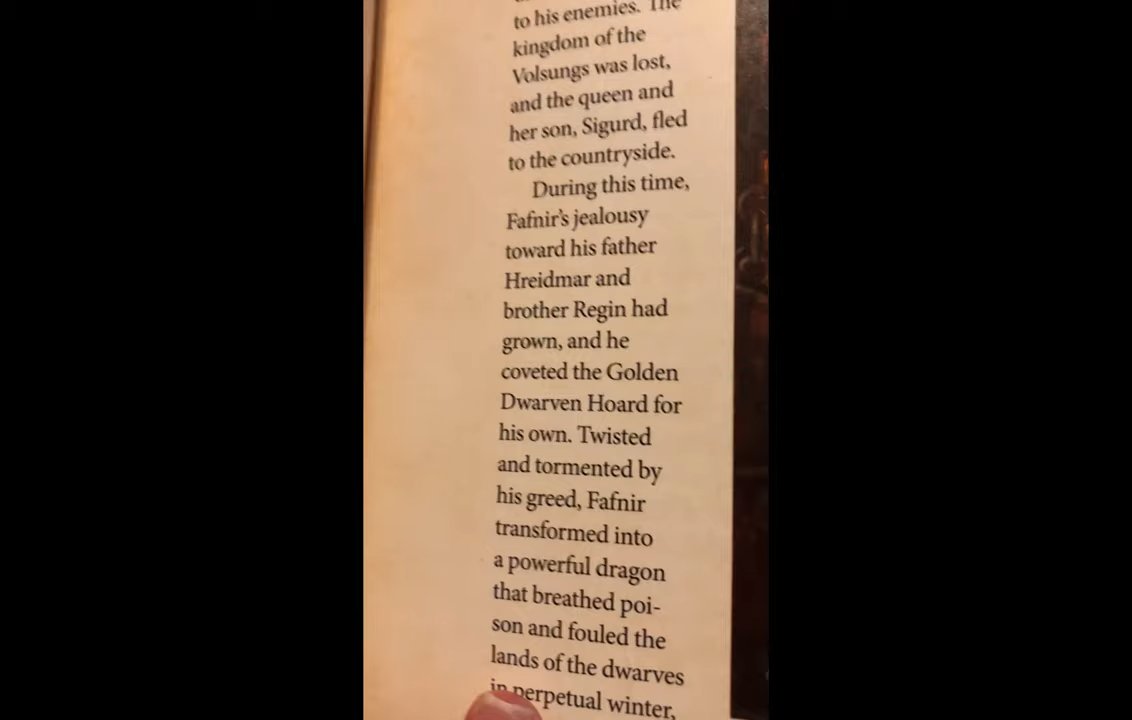 to his enemies. The
kingdom of the
Volsungs was lost,
and the queen and
her son, Sigurd, fled
to the countryside.
During this time,
Fafnir's jealousy
toward his father
Hreidmar and
brother Regin had
grown, and he
coveted the Golden
Dwarven Hoard for
his own. Twisted
and tormented by
his greed, Fafnir
transformed into
a powerful dragon
that breathed poi-
son and fouled the
lands of the dwarves
in perpetual winter,